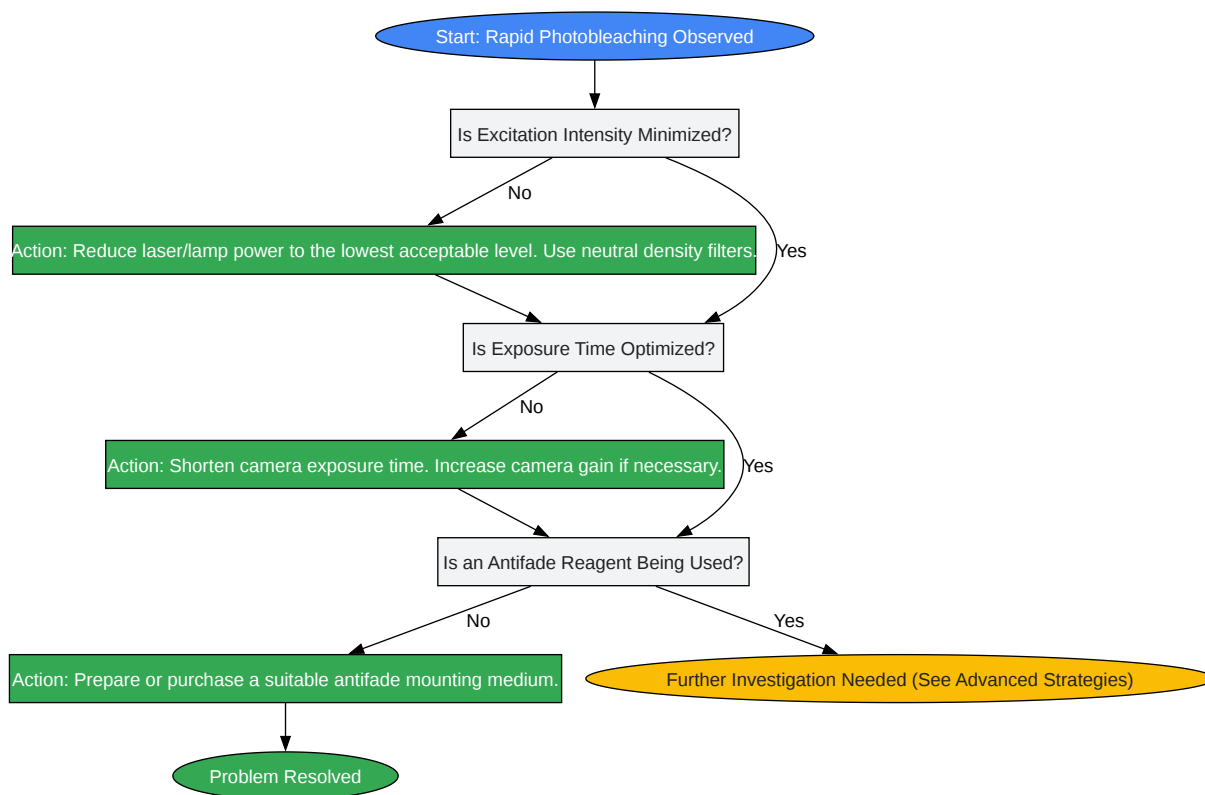 Start: Rapid Photobleaching Observed
Is Excitation Intensity Minimized?
No
Action: Reduce laser/lamp power to the lowest acceptable level. Use neutral density filters.
Yes
Is Exposure Time Optimized?
No
Action: Shorten camera exposure time. Increase camera gain if necessary.
Yes
Is an Antifade Reagent Being Used?
No
Yes
Action: Prepare or purchase a suitable antifade mounting medium.
Further Investigation Needed (See Advanced Strategies)
Problem Resolved